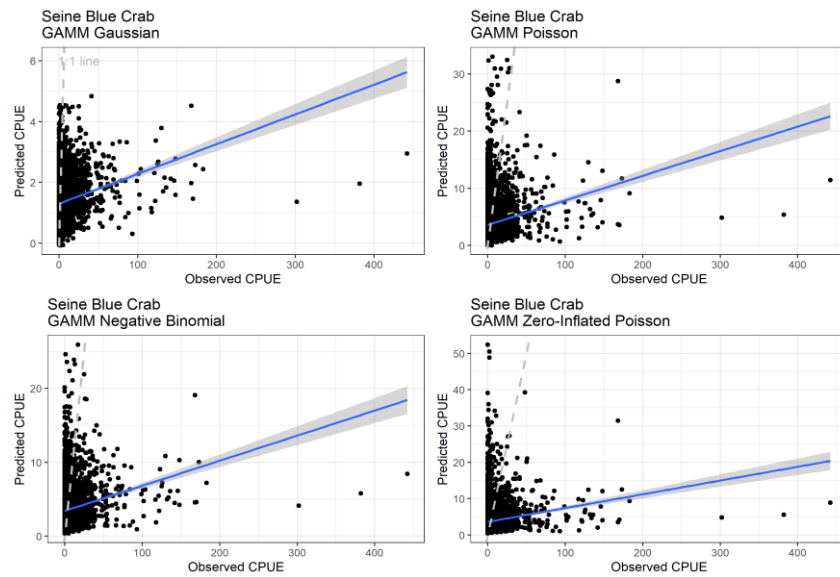 Seine Blue Crab
GAMM Gaussian
1:1 line
6
4
2
0
Predicted CPUE
0 100 200 300 400
Observed CPUE
Seine Blue Crab
GAMM Poisson
30
20
10
0
Predicted CPUE
0 100 200 300 400
Observed CPUE
Seine Blue Crab
GAMM Negative Binomial
20
10
0
Predicted CPUE
0 100 200 300 400
Observed CPUE
Seine Blue Crab
GAMM Zero-Inflated Poisson
50
40
30
20
10
0
Predicted CPUE
0 100 200 300 400
Observed CPUE